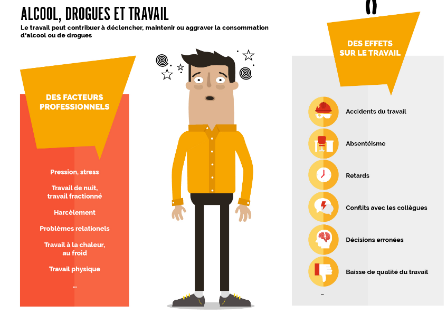 ALCOOL, DROGUES ET TRAVAIL
Le travail peut contribuer à déclencher, maintenir ou aggraver la consommation
d'alcool ou de drogues
DES FACTEURS
PROFESSIONNELS
Pression, stress
Travail de nuit,
travail fractionné
Harcèlement
Problèmes relationels
Travail à la chaleur,
au froid
Travail physique
...
DES EFFETS
SUR LE TRAVAIL
Accidents du travail
Absentéisme
Retards
Conflits avec les collègues
Décisions erronées
Baisse de qualité du travail
...